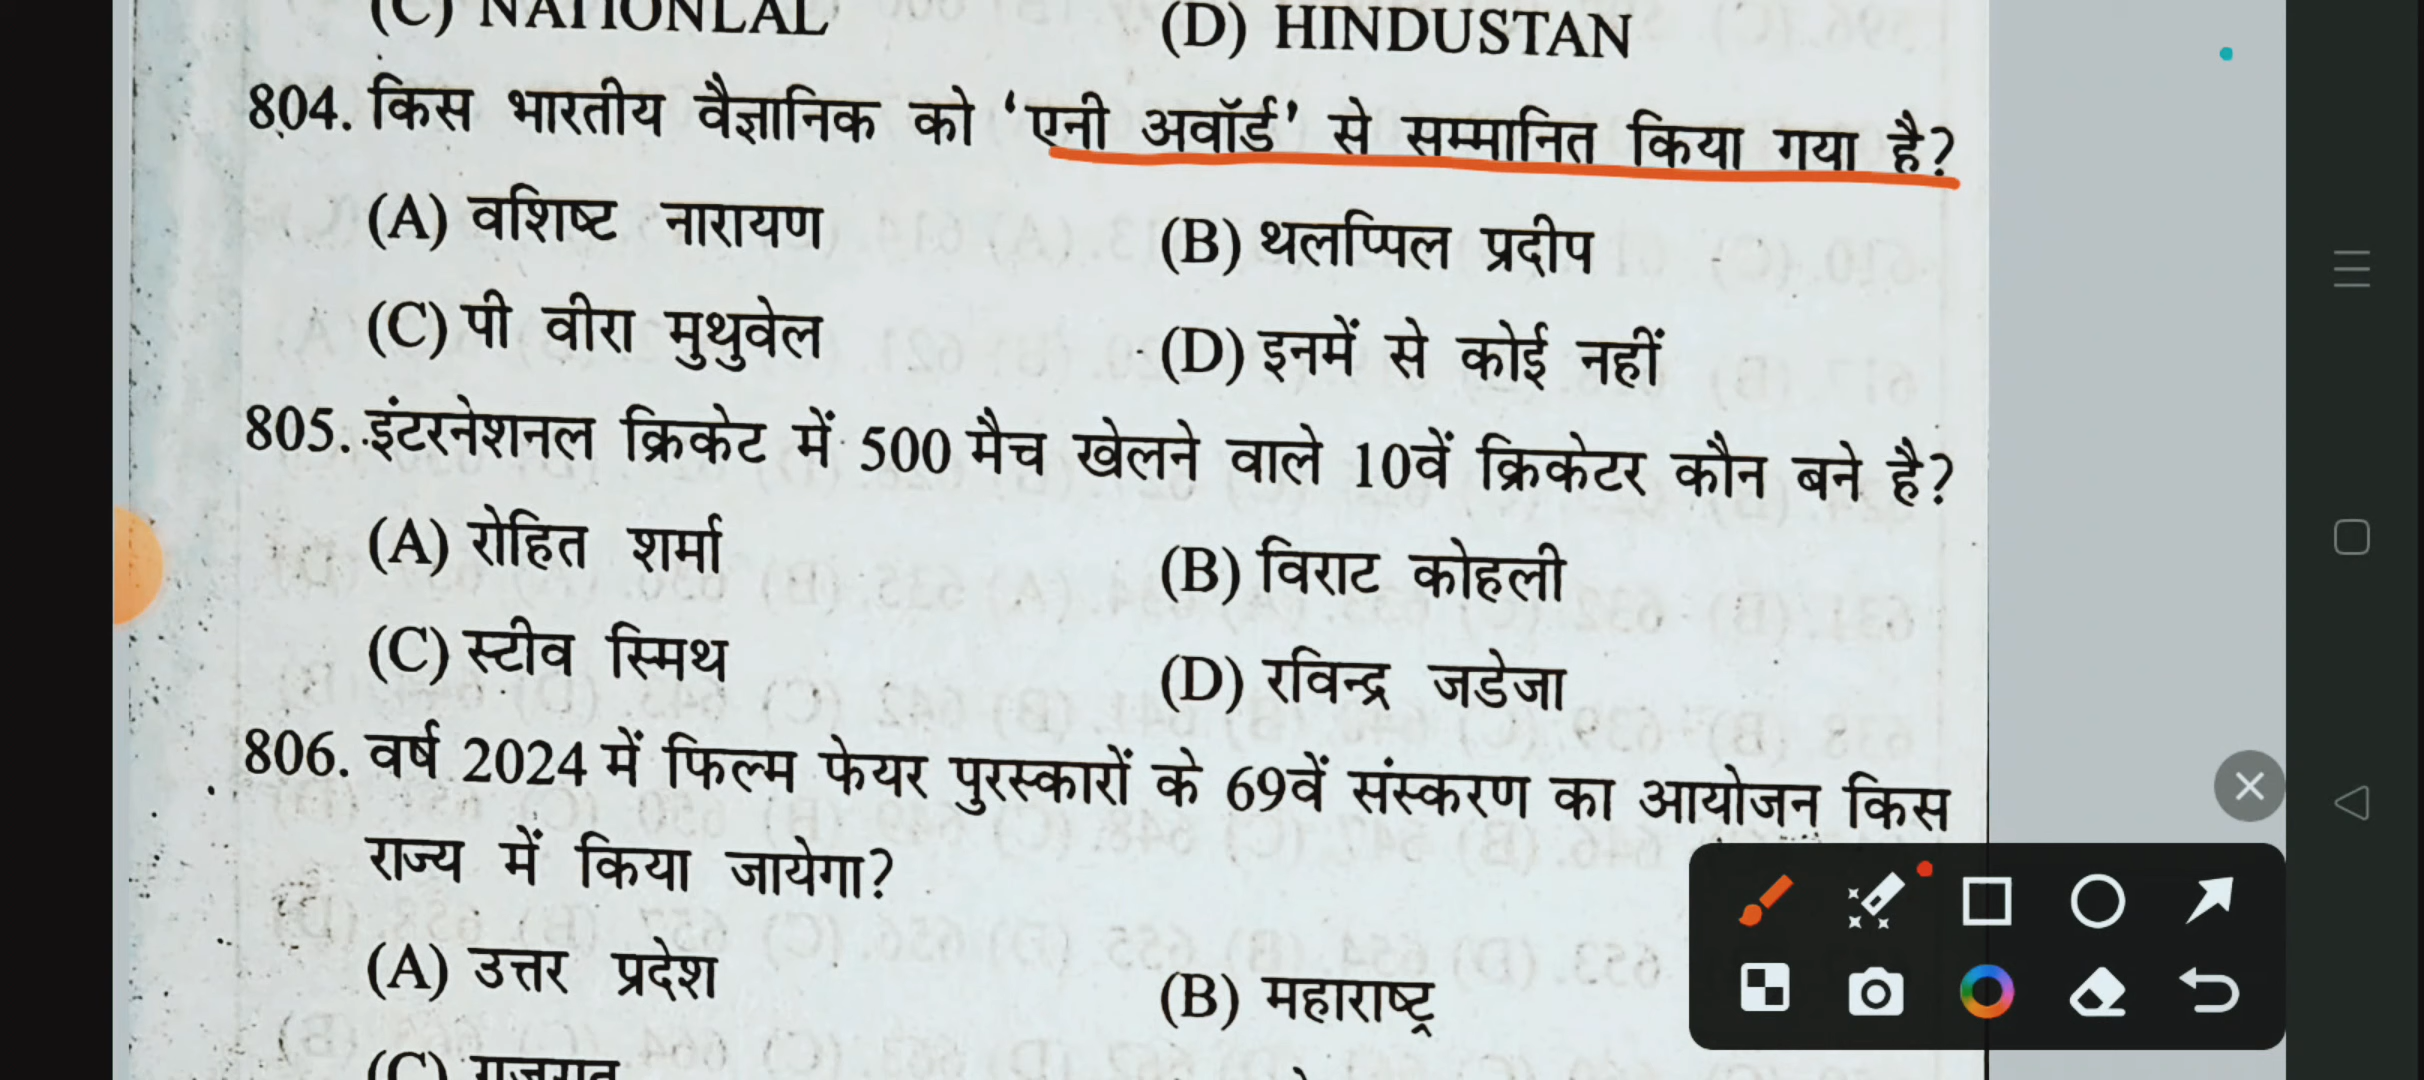 (C) NATIONLAL (D) HINDUSTAN
804. किस भारतीय वैज्ञानिक को ‘एनी अवॉर्ड’ से सम्मानित किया गया है?
(A) वशिष्ट नारायण (B) थलप्पिल प्रदीप
(C) पी वीरा मुथुवेल (D) इनमें से कोई नहीं
805. इंटरनेशनल क्रिकेट में 500 मैच खेलने वाले 10वें क्रिकेटर कौन बने है?
(A) रोहित शर्मा (B) विराट कोहली
(C) स्टीव स्मिथ (D) रविन्द्र जडेजा
806. वर्ष 2024 में फिल्म फेयर पुरस्कारों के 69वें संस्करण का आयोजन किस
राज्य में किया जायेगा?
(A) उत्तर प्रदेश (B) महाराष्ट्र
(C) गुजरात